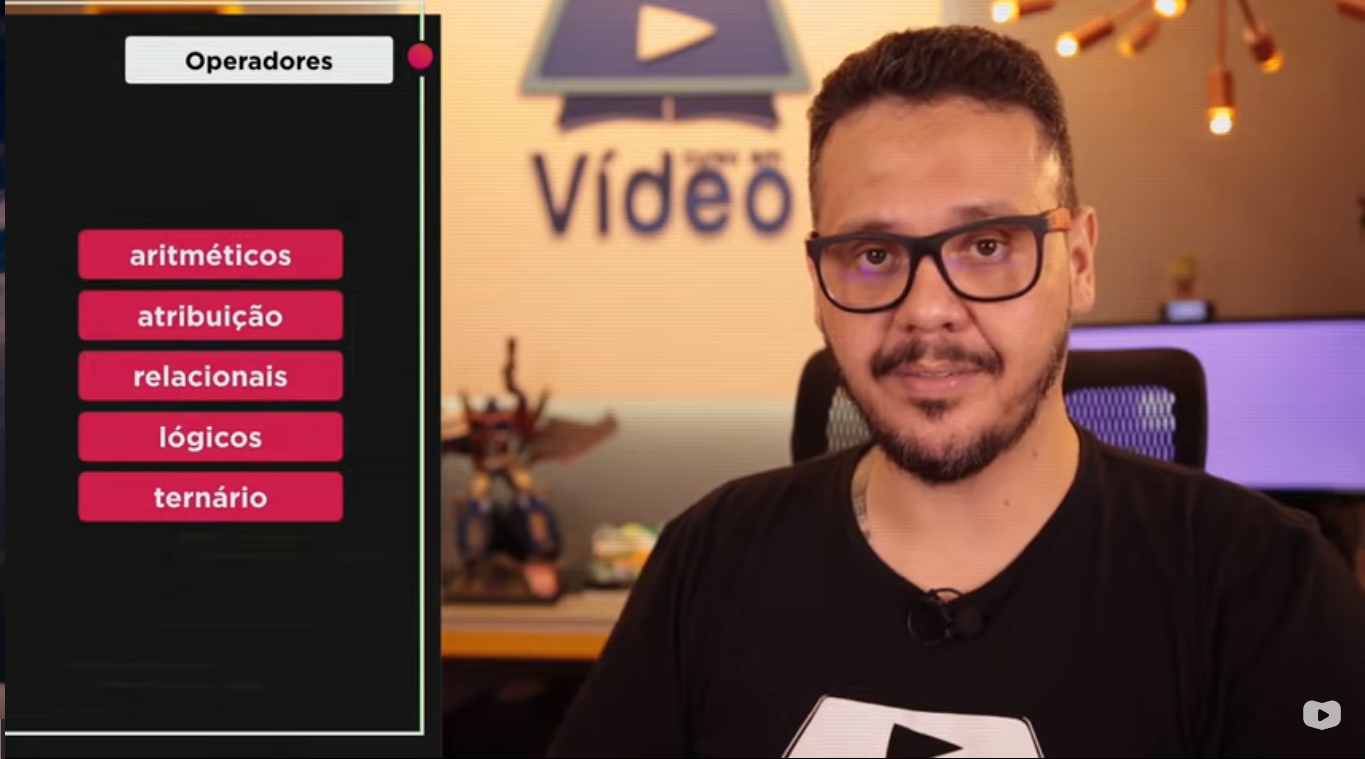 Operadores
aritméticos
atribuição
relacionais
lógicos
ternário
Vídeo